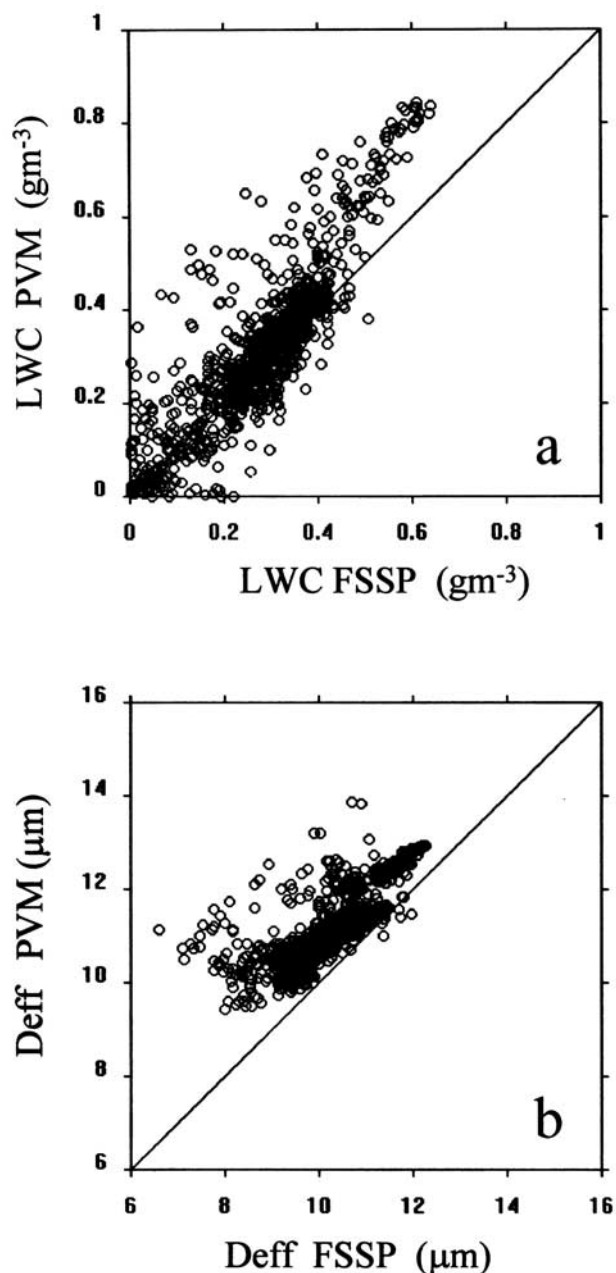 1
0.8
0.6
0.4
0.2
0
LWC PVM (gm-3)
a
0 0.2 0.4 0.6 0.8 1
LWC FSSP (gm-3)
16
14
12
10
8
6
Deff PVM (μm)
b
6 8 10 12 14 16
Deff FSSP (μm)